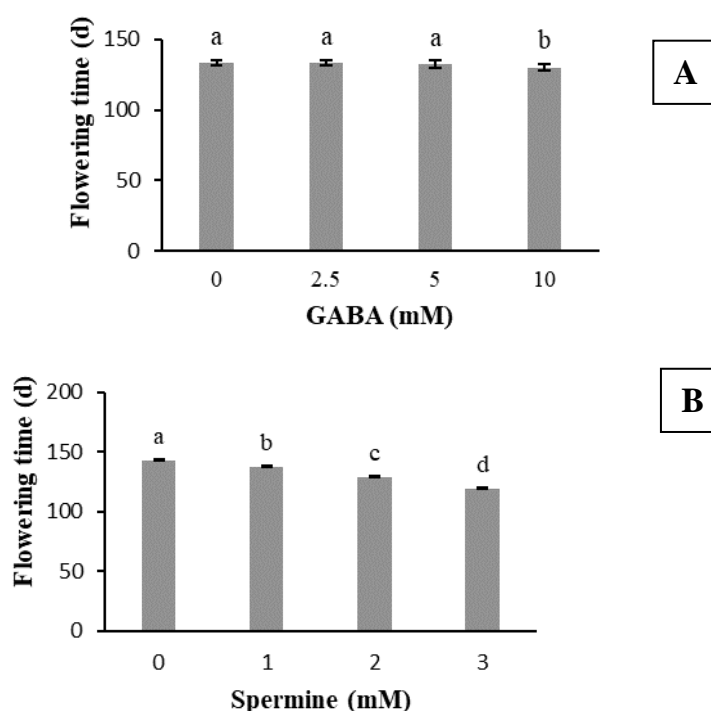 A
Flowering time (d)
150
100
50
0
a a a b
0 2.5 5 10
GABA (mM)
B
Flowering time (d)
200
150
100
50
0
a b c d
0 1 2 3
Spermine (mM)